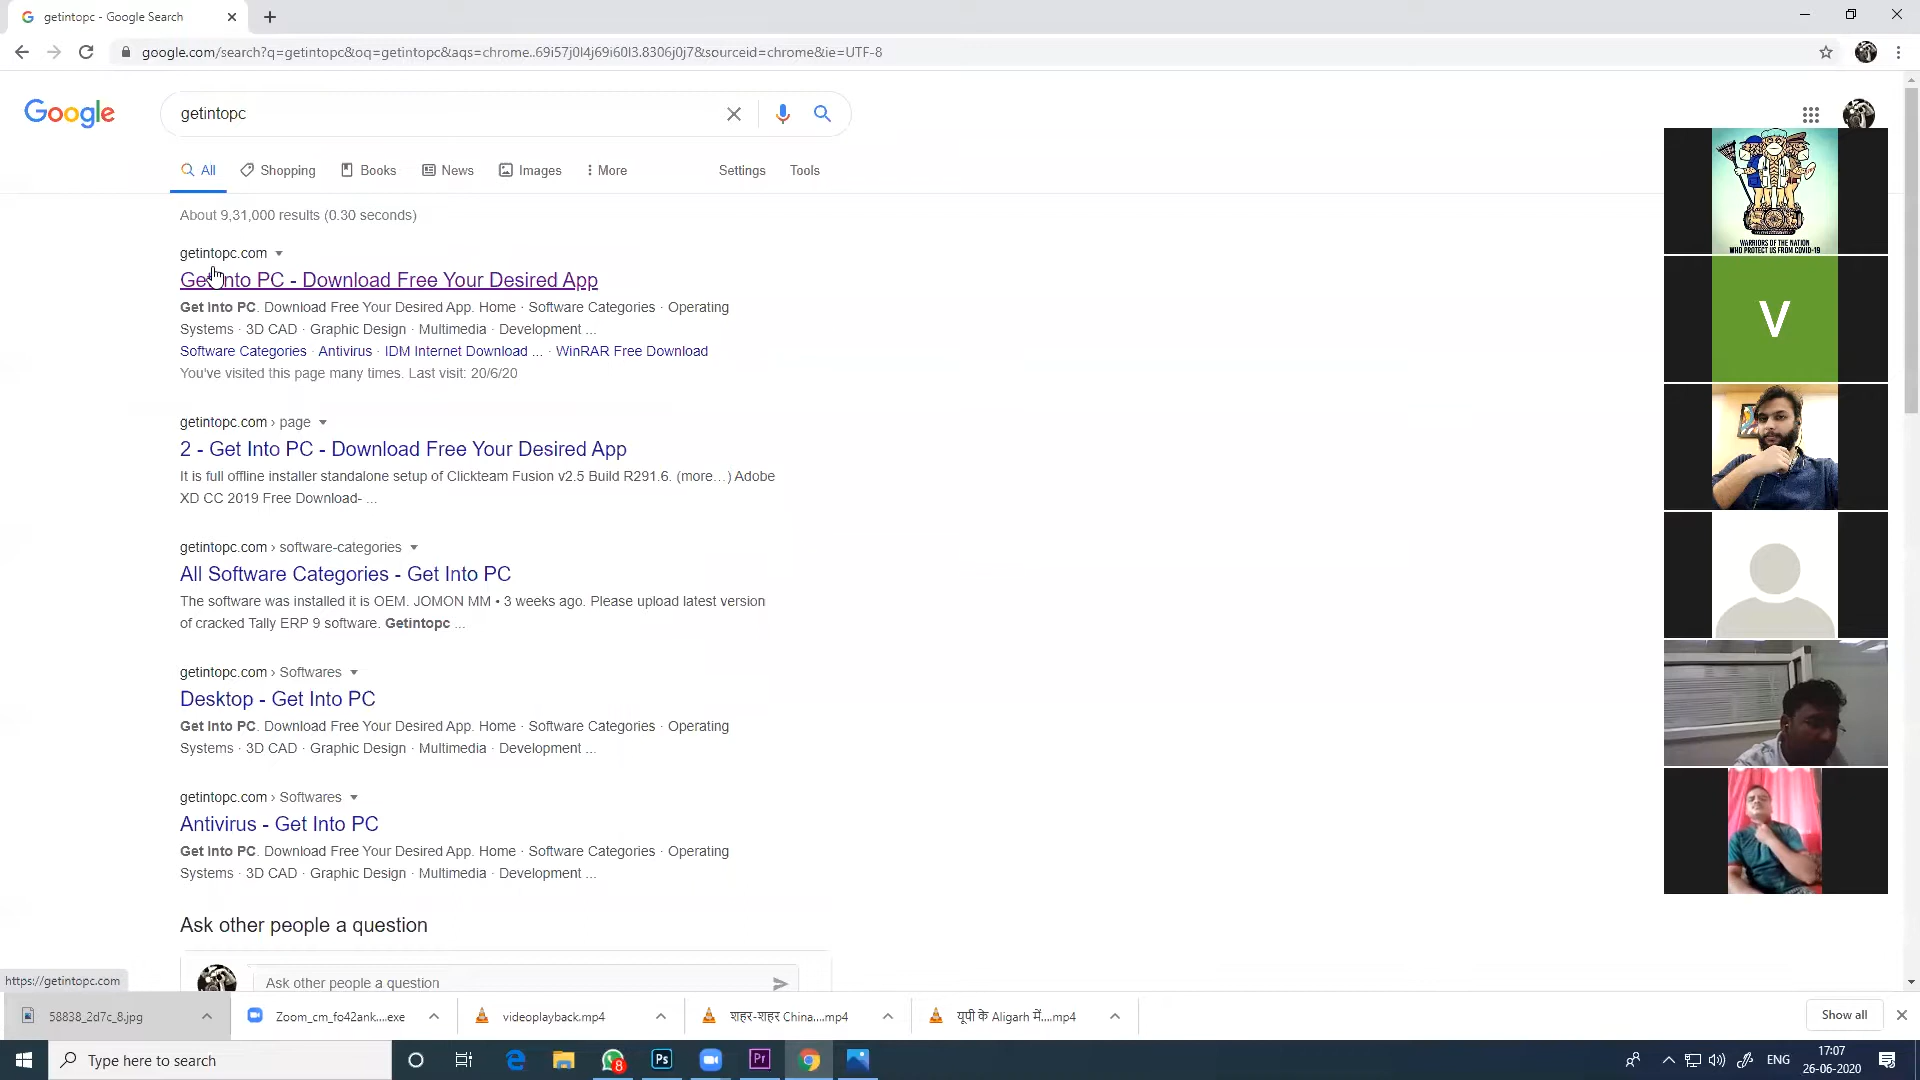 getintopc - Google Search
google.com/search?q=getintopc&oq=getintopc&aqs=chrome..69i57j0l4j69i60l3.8306j0j7&sourceid=chrome&ie=UTF-8
Google
getintopc
All
Shopping
Books
News
Images
More
Settings
Tools
About 9,31,000 results (0.30 seconds)
getintopc.com
Get Into PC - Download Free Your Desired App
Get Into PC. Download Free Your Desired App. Home · Software Categories · Operating
Systems · 3D CAD · Graphic Design · Multimedia · Development ...
Software Categories · Antivirus · IDM Internet Download ... · WinRAR Free Download
You've visited this page many times. Last visit: 20/6/20
getintopc.com › page
2 - Get Into PC - Download Free Your Desired App
It is full offline installer standalone setup of Clickteam Fusion v2.5 Build R291.6. (more…) Adobe
XD CC 2019 Free Download- ...
getintopc.com › software-categories
All Software Categories - Get Into PC
The software was installed it is OEM. JOMON MM • 3 weeks ago. Please upload latest version
of cracked Tally ERP 9 software. Getintopc ...
getintopc.com › Softwares
Desktop - Get Into PC
Get Into PC. Download Free Your Desired App. Home · Software Categories · Operating
Systems · 3D CAD · Graphic Design · Multimedia · Development ...
getintopc.com › Softwares
Antivirus - Get Into PC
Get Into PC. Download Free Your Desired App. Home · Software Categories · Operating
Systems · 3D CAD · Graphic Design · Multimedia · Development ...
Ask other people a question
Ask other people a question
WARRIORS OF THE NATION
WHO PROTECT US FROM COVID-19
V
https://getintopc.com
58838_2d7c_8.jpg
Zoom_cm_fo42ank....exe
videoplayback.mp4
शहर-शहर China....mp4
यूपी के Aligarh में....mp4
Show all
Type here to search
8
Ps
Pr
ENG
17:07
26-06-2020